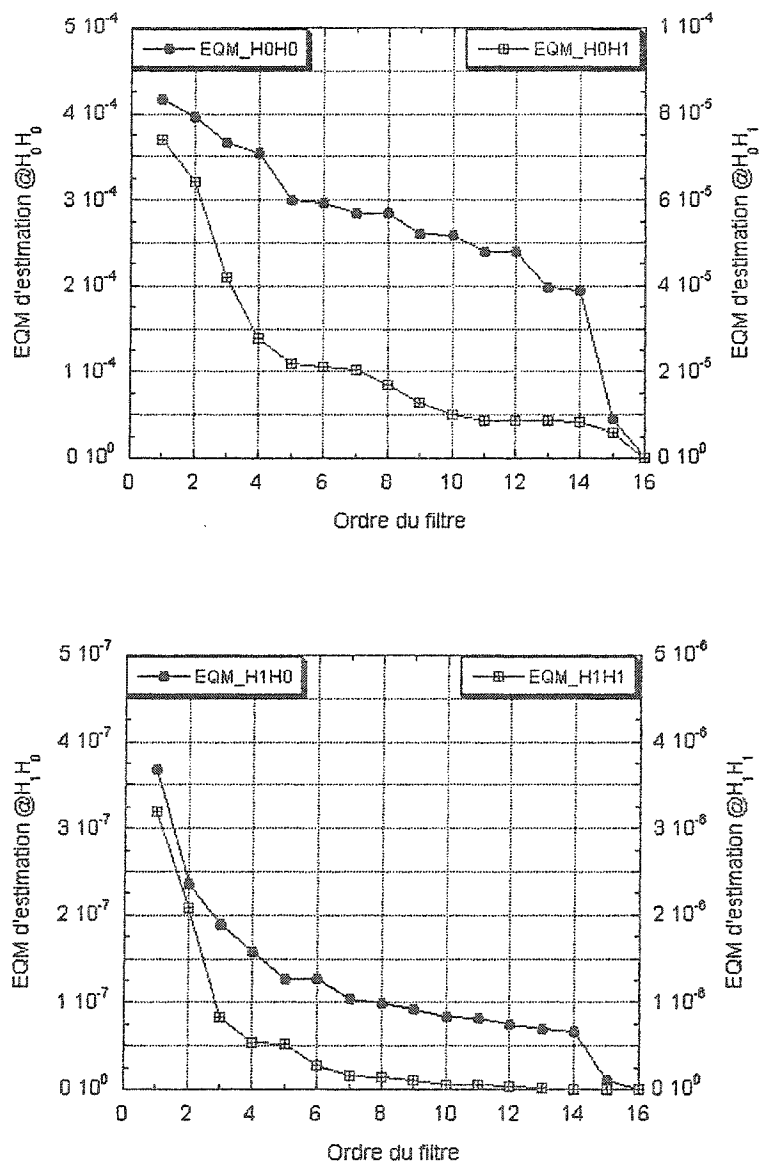 5 10⁻⁴
1 10⁻⁴
EQM_H0H0
EQM_H0H1
4 10⁻⁴
8 10⁻⁵
3 10⁻⁴
6 10⁻⁵
2 10⁻⁴
4 10⁻⁵
1 10⁻⁴
2 10⁻⁵
0 10⁰
0 10⁰
EQM d'estimation @H₀H₀
EQM d'estimation @H₀H₁
0 2 4 6 8 10 12 14 16
Ordre du filtre
5 10⁻⁷
5 10⁻⁶
EQM_H1H0
EQM_H1H1
4 10⁻⁷
4 10⁻⁶
3 10⁻⁷
3 10⁻⁶
2 10⁻⁷
2 10⁻⁶
1 10⁻⁷
1 10⁻⁶
0 10⁰
0 10⁰
EQM d'estimation @H₁H₀
EQM d'estimation @H₁H₁
0 2 4 6 8 10 12 14 16
Ordre du filtre